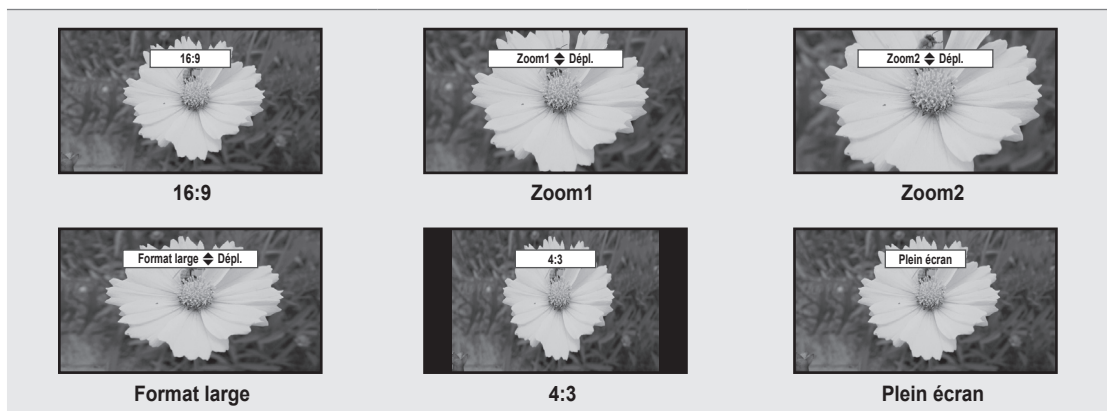 16:9
Zoom1 ◆ Dépl.
Zoom2 ◆ Dépl.
16:9
Zoom1
Zoom2
Format large ◆ Dépl.
4:3
Plein écran
Format large
4:3
Plein écran